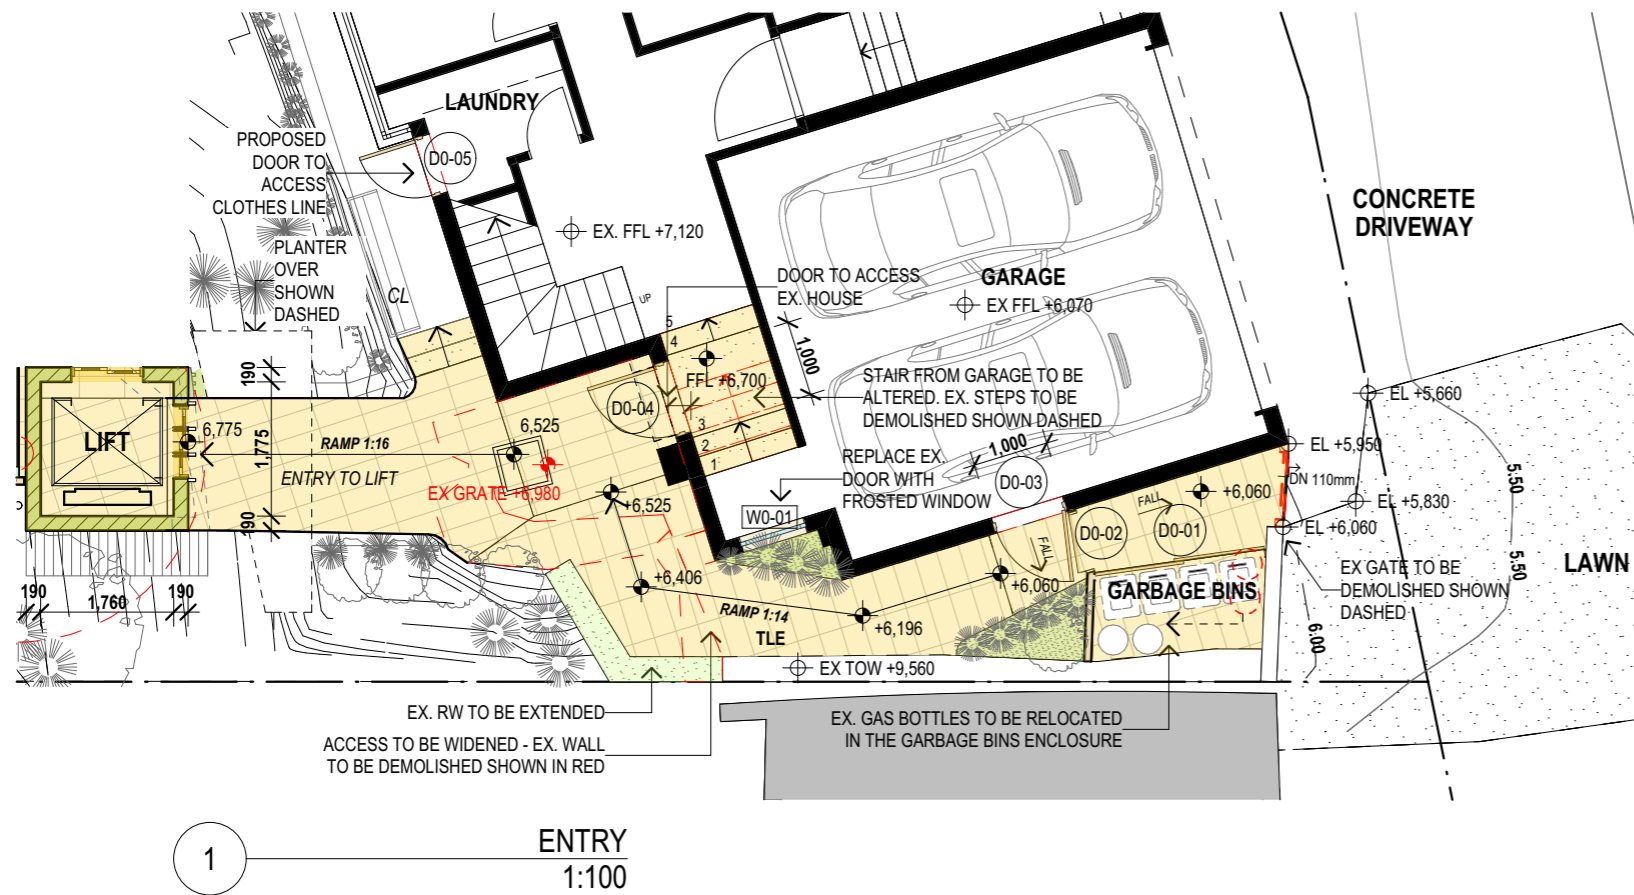 LAUNDRY
PROPOSED
DOOR TO
ACCESS
CLOTHES LINE
D0-05
PLANTER
OVER
SHOWN
DASHED
CL
EX. FFL +7,120
UP
DOOR TO ACCESS
EX. HOUSE
GARAGE
EX FFL +6,070
CONCRETE
DRIVEWAY
1,000
5
4
FFL +6,700
3
2
1
D0-04
STAIR FROM GARAGE TO BE
ALTERED. EX. STEPS TO BE
DEMOLISHED SHOWN DASHED
1,000
REPLACE EX.
DOOR WITH
FROSTED WINDOW
D0-03
W0-01
EL +5,660
EL +5,950
DN 110mm
EL +5,830
EL +6,060
5.50
5.50
6.00
LAWN
EX GATE TO BE
DEMOLISHED SHOWN
DASHED
190
1,775
190
LIFT
6,775
RAMP 1:16
ENTRY TO LIFT
6,525
EX GRATE +6,980
+6,525
FALL
+6,060
D0-02
D0-01
FALL
+6,060
GARBAGE BINS
+6,406
RAMP 1:14
TLE
+6,196
190
1,760
190
EX TOW +9,560
EX. RW TO BE EXTENDED
ACCESS TO BE WIDENED - EX. WALL
TO BE DEMOLISHED SHOWN IN RED
EX. GAS BOTTLES TO BE RELOCATED
IN THE GARBAGE BINS ENCLOSURE
1
ENTRY
1:100